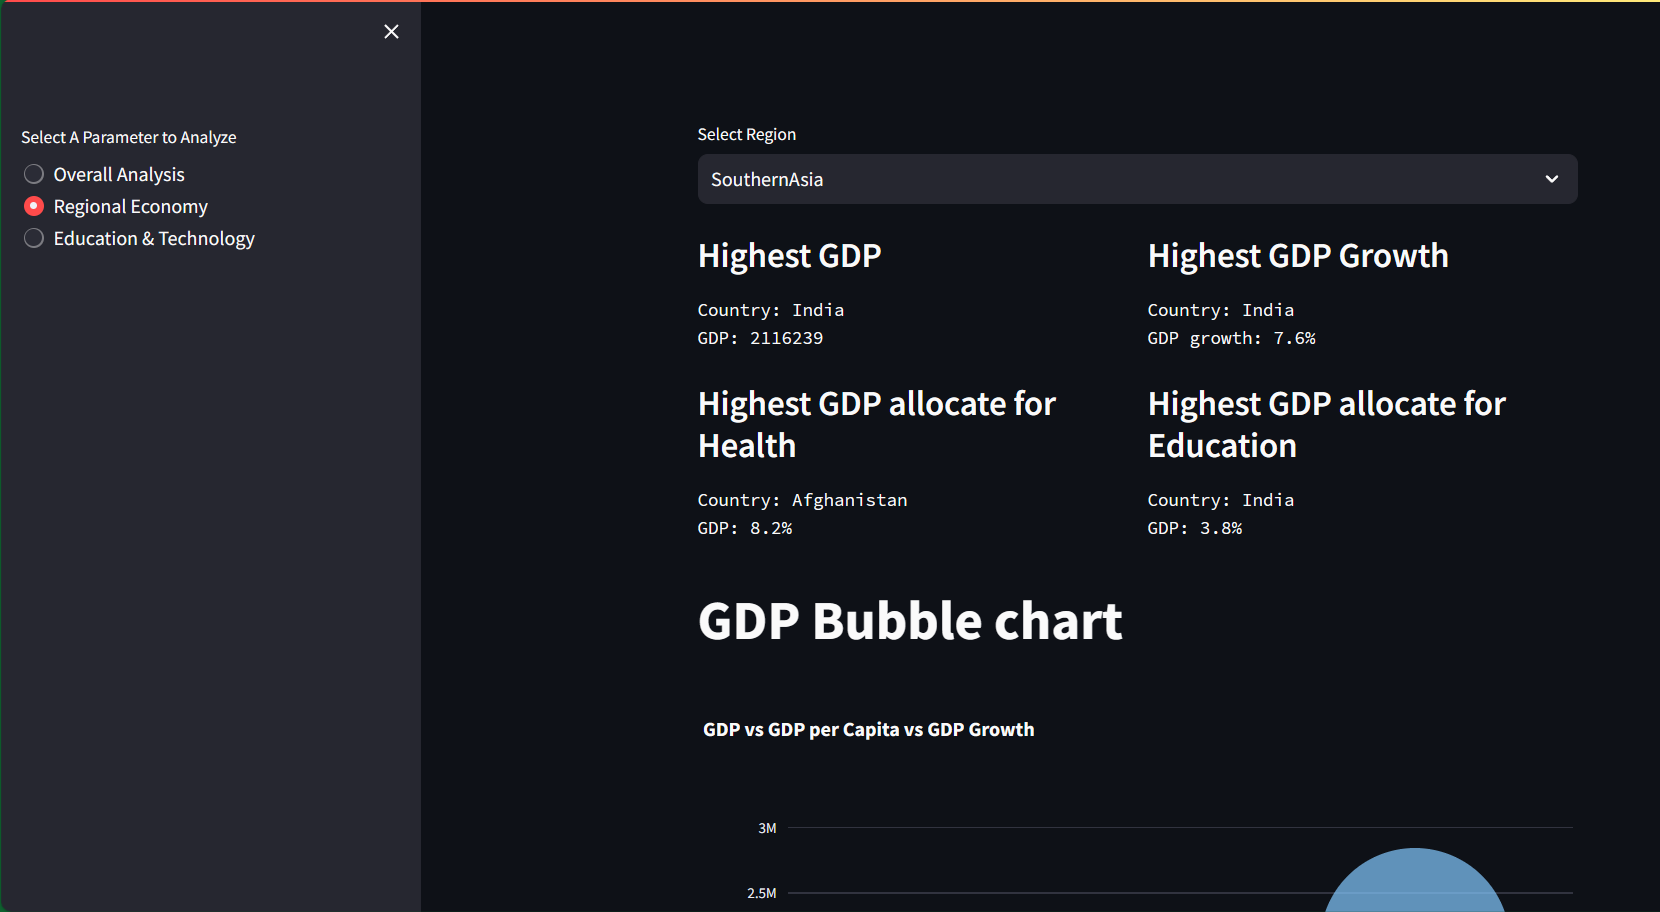 Select A Parameter to Analyze
Overall Analysis
Regional Economy
Education & Technology
Select Region
SouthernAsia
Highest GDP
Country: India
GDP: 2116239
Highest GDP Growth
Country: India
GDP growth: 7.6%
Highest GDP allocate for
Health
Country: Afghanistan
GDP: 8.2%
Highest GDP allocate for
Education
Country: India
GDP: 3.8%
GDP Bubble chart
GDP vs GDP per Capita vs GDP Growth
3M
2.5M